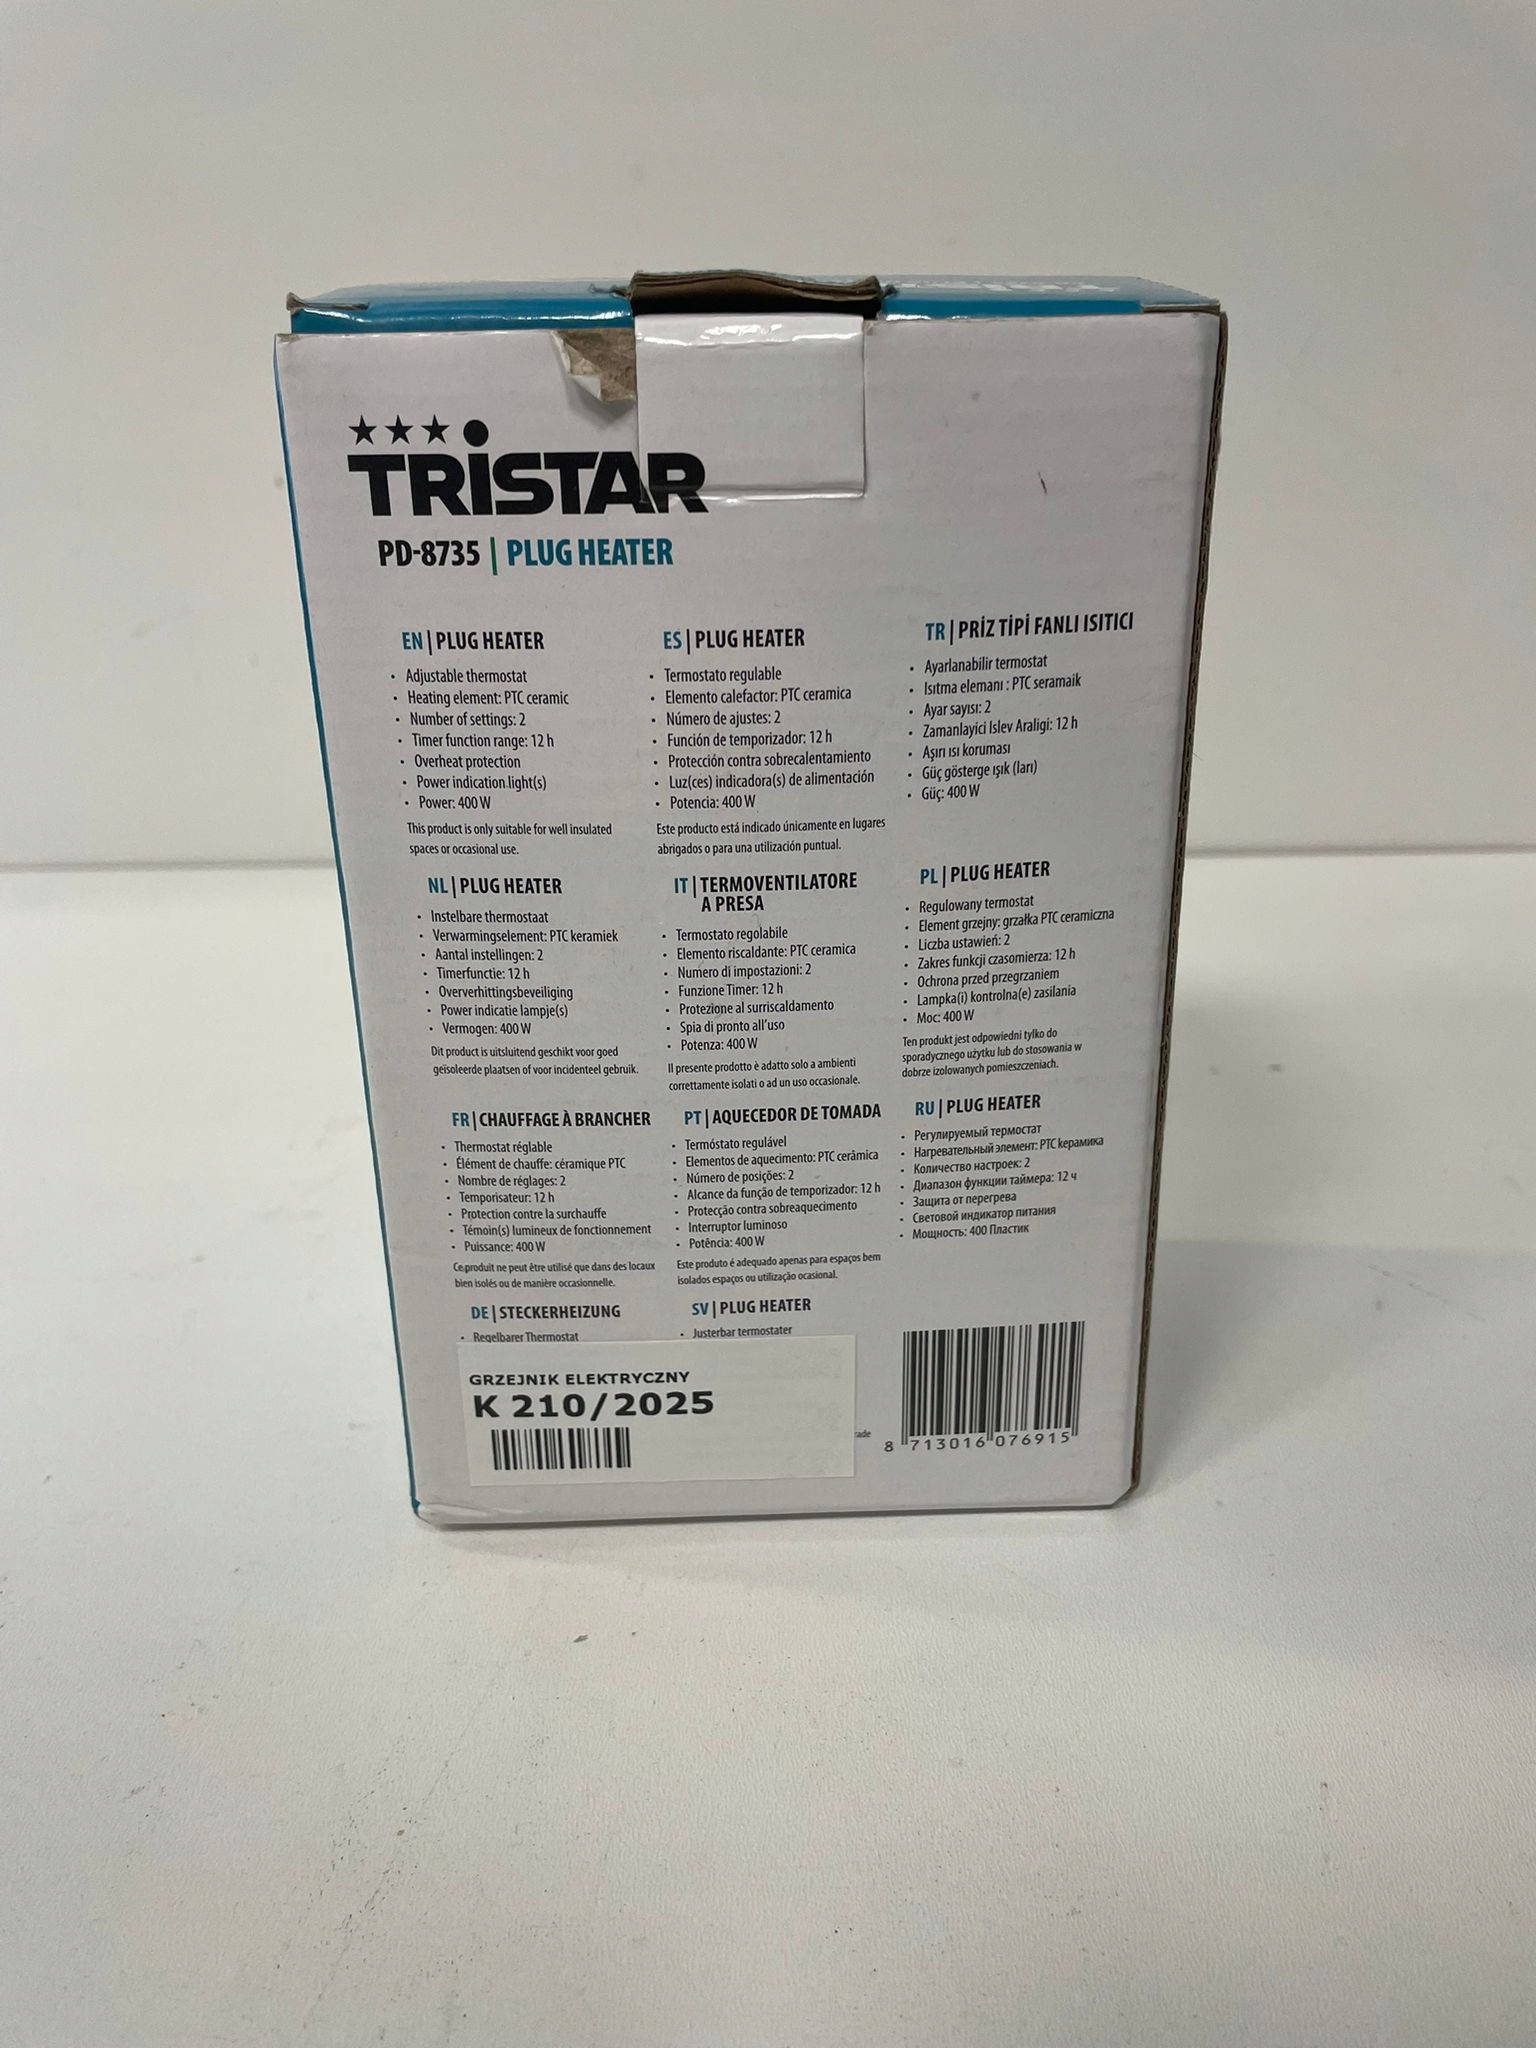 TRiSTAR
PD-8735 | PLUG HEATER
EN | PLUG HEATER
• Adjustable thermostat
• Heating element: PTC ceramic
• Number of settings: 2
• Timer function range: 12 h
• Overheat protection
• Power indication light(s)
• Power: 400 W
This product is only suitable for well insulated
spaces or occasional use.
NL | PLUG HEATER
• Instelbare thermostaat
• Verwarmingselement: PTC keramiek
• Aantal instellingen: 2
• Timerfunctie: 12 h
• Oververhittingsbeveiliging
• Power indicatie lampje(s)
• Vermogen: 400 W
Dit product is uitsluitend geschikt voor goed
geïsoleerde plaatsen of voor incidenteel gebruik.
FR | CHAUFFAGE À BRANCHER
• Thermostat réglable
• Élément de chauffe: céramique PTC
• Nombre de réglages: 2
• Temporisateur: 12 h
• Protection contre la surchauffe
• Témoin(s) lumineux de fonctionnement
• Puissance: 400 W
Ce produit ne peut être utilisé que dans des locaux
bien isolés ou de manière occasionnelle.
DE | STECKERHEIZUNG
• Regelbarer Thermostat
ES | PLUG HEATER
• Termostato regulable
• Elemento calefactor: PTC ceramica
• Número de ajustes: 2
• Función de temporizador: 12 h
• Protección contra sobrecalentamiento
• Luz(ces) indicadora(s) de alimentación
• Potencia: 400 W
Este producto está indicado únicamente en lugares
abrigados o para una utilización puntual.
IT | TERMOVENTILATORE
A PRESA
• Termostato regolabile
• Elemento riscaldante: PTC ceramica
• Numero di impostazioni: 2
• Funzione Timer: 12 h
• Protezione al surriscaldamento
• Spia di pronto all'uso
• Potenza: 400 W
Il presente prodotto è adatto solo a ambienti
correttamente isolati o ad un uso occasionale.
PT | AQUECEDOR DE TOMADA
• Termóstato regulável
• Elementos de aquecimento: PTC cerâmica
• Número de posições: 2
• Alcance da função de temporizador: 12 h
• Protecção contra sobreaquecimento
• Interruptor luminoso
• Potência: 400 W
Este produto é adequado apenas para espaços bem
isolados espaços ou utilização ocasional.
SV | PLUG HEATER
• Justerbar termostater
TR | PRİZ TİPİ FANLI ISITICI
• Ayarlanabilir termostat
• Isıtma elemanı : PTC seramaik
• Ayar sayısı: 2
• Zamanlayici Islev Araligi: 12 h
• Aşırı ısı koruması
• Güç gösterge ışık (ları)
• Güç: 400 W
PL | PLUG HEATER
• Regulowany termostat
• Element grzejny: grzałka PTC ceramiczna
• Liczba ustawień: 2
• Zakres funkcji czasomierza: 12 h
• Ochrona przed przegrzaniem
• Lampka(i) kontrolna(e) zasilania
• Moc: 400 W
Ten produkt jest odpowiedni tylko do
sporadycznego użytku lub do stosowania w
dobrze izolowanych pomieszczeniach.
RU | PLUG HEATER
• Регулируемый термостат
• Нагревательный элемент: PTC керамика
• Количество настроек: 2
• Диапазон функции таймера: 12 ч
• Защита от перегрева
• Световой индикатор питания
• Мощность: 400 Пластик
GRZEJNIK ELEKTRYCZNY
K 210/2025
8 713016 076915